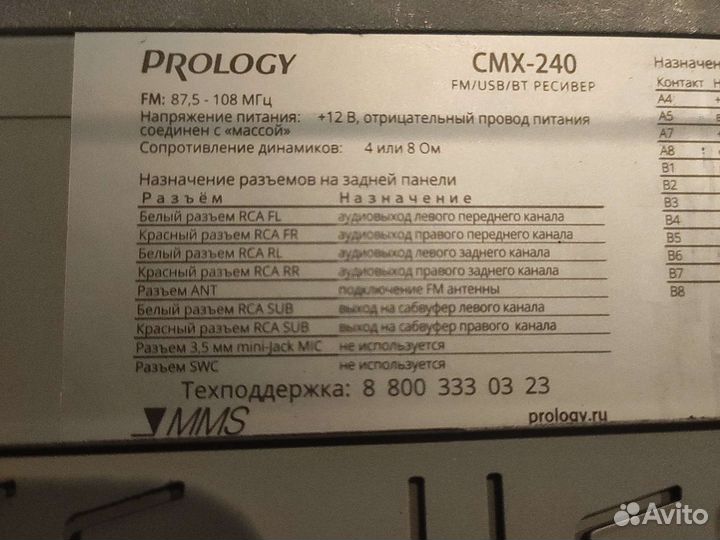 PROLOGY
CMX-240
FM/USB/BT РЕСИВЕР
FM: 87,5 - 108 МГц
Напряжение питания: +12 В, отрицательный провод питания
соединен с «массой»
Сопротивление динамиков: 4 или 8 Ом
Назначение разъемов на задней панели
Разъём Назначение
Белый разъем RCA FL аудиовыход левого переднего канала
Красный разъем RCA FR аудиовыход правого переднего канала
Белый разъем RCA RL аудиовыход левого заднего канала
Красный разъем RCA RR аудиовыход правого заднего канала
Разъем ANT подключение FM антенны
Белый разъем RCA SUB выход на сабвуфер левого канала
Красный разъем RCA SUB выход на сабвуфер правого канала
Разъем 3,5 мм mini-jack MIC не используется
Разъем SWC не используется
Техподдержка: 8 800 333 03 23
MMS
prology.ru
Назначен
Контакт Н
A4
A5
A7
A8
B1
B2
B3
B4
B5
B6
B7
B8
Avito